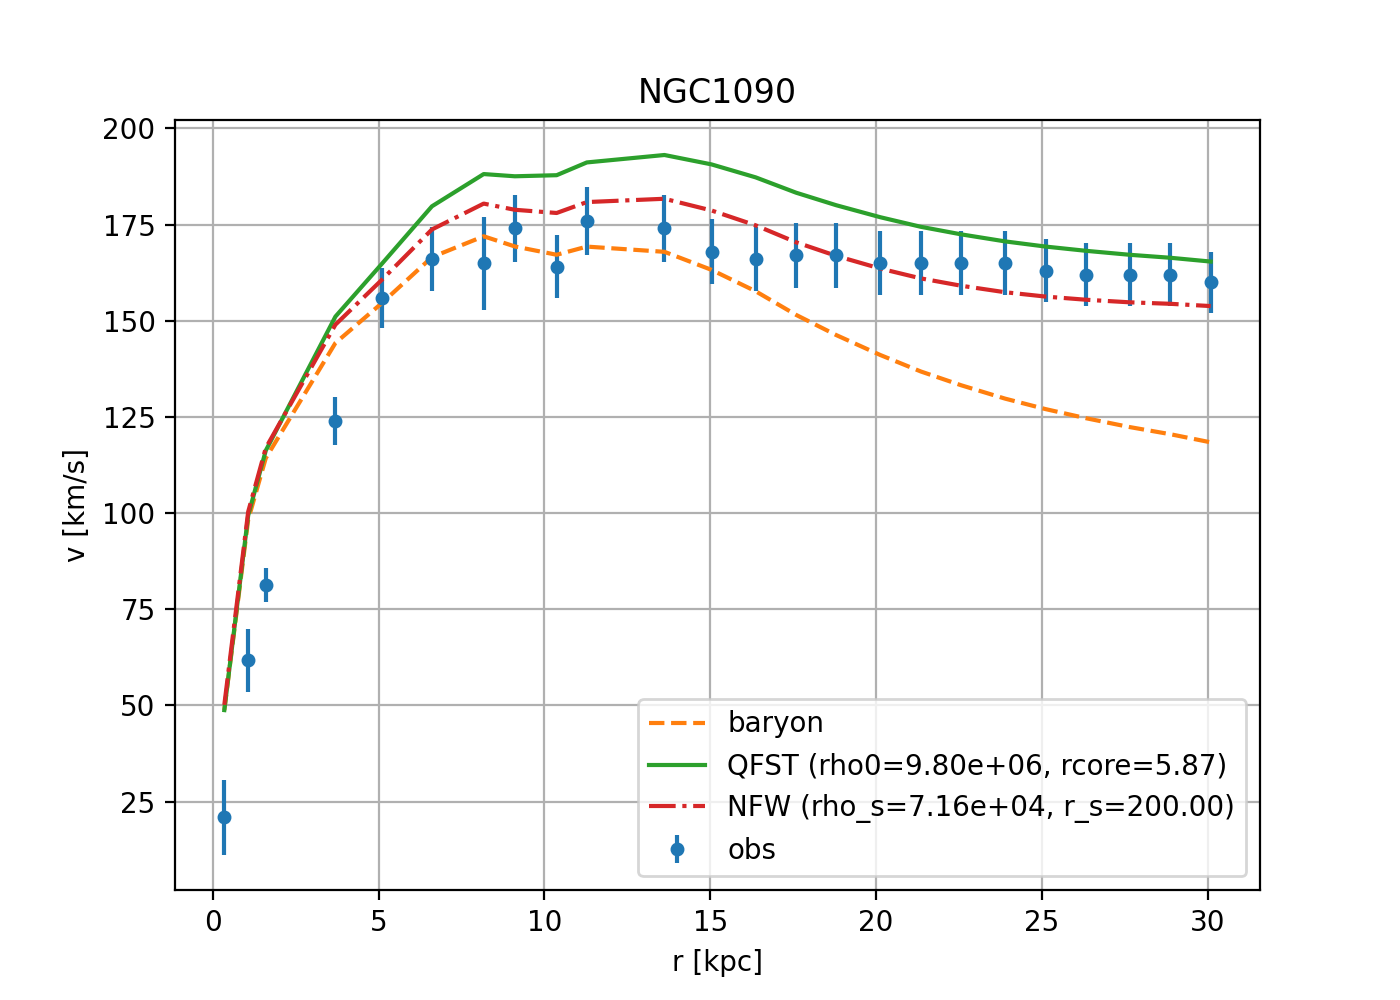 NGC1090
200
175
150
125
100
75
50
25
v [km/s]
baryon
QFST (rho0=9.80e+06, rcore=5.87)
NFW (rho_s=7.16e+04, r_s=200.00)
obs
0 5 10 15 20 25 30
r [kpc]